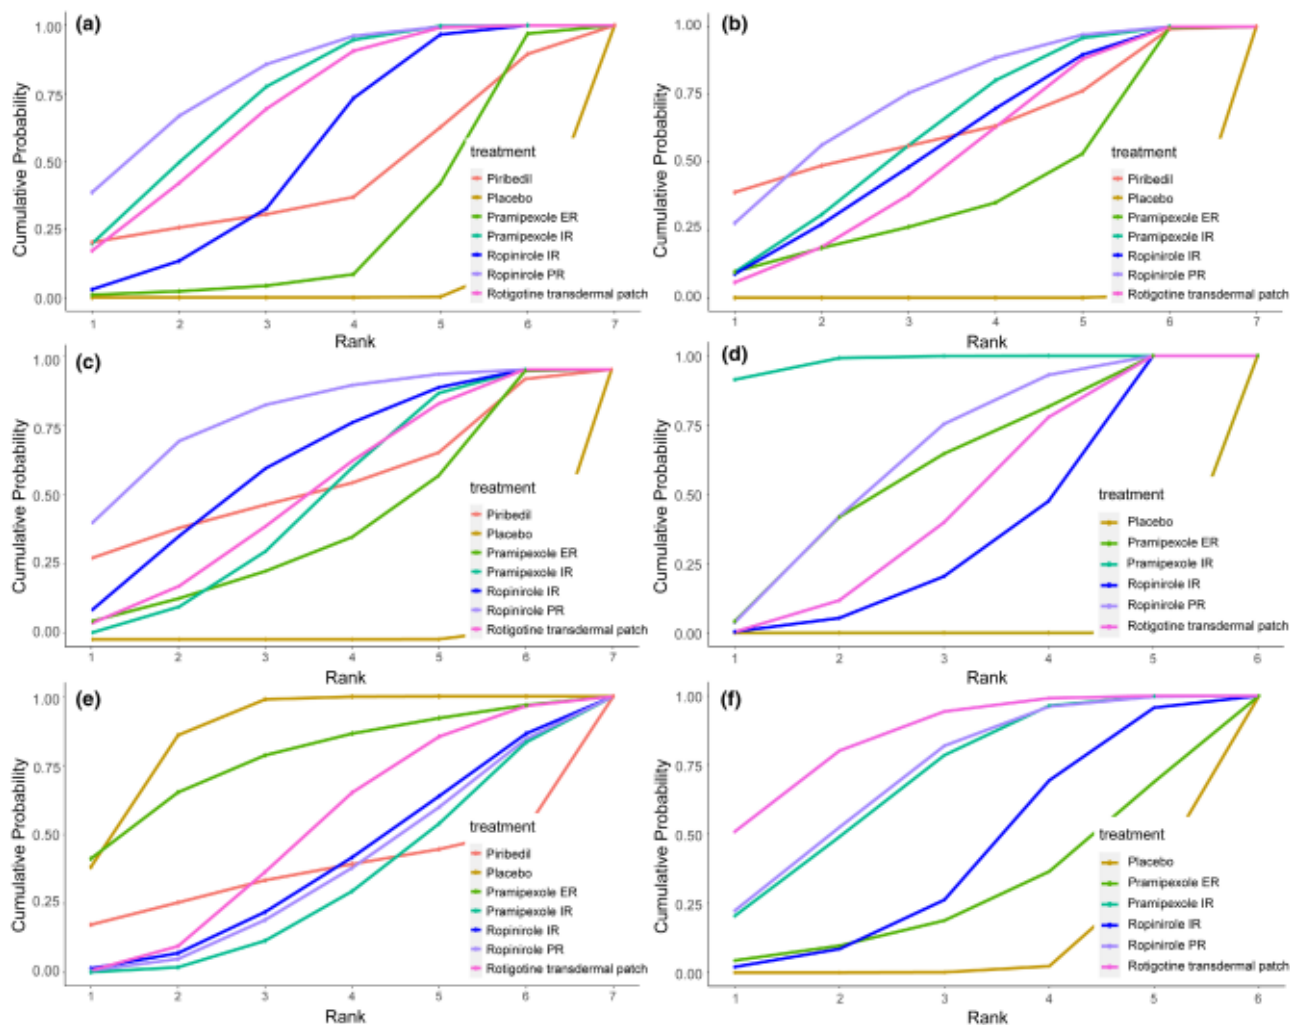 (a)
Cumulative Probability
1.00
0.75
0.50
0.25
0.00
treatment
Piribedil
Placebo
Pramipexole ER
Pramipexole IR
Ropinirole IR
Ropinirole PR
Rotigotine transdermal patch
1 2 3 4 5 6 7
Rank
(b)
Cumulative Probability
1.00
0.75
0.50
0.25
0.00
treatment
Piribedil
Placebo
Pramipexole ER
Pramipexole IR
Ropinirole IR
Ropinirole PR
Rotigotine transdermal patch
1 2 3 4 5 6 7
Rank
(c)
Cumulative Probability
1.00
0.75
0.50
0.25
0.00
treatment
Piribedil
Placebo
Pramipexole ER
Pramipexole IR
Ropinirole IR
Ropinirole PR
Rotigotine transdermal patch
1 2 3 4 5 6 7
Rank
(d)
Cumulative Probability
1.00
0.75
0.50
0.25
0.00
treatment
Placebo
Pramipexole ER
Pramipexole IR
Ropinirole IR
Ropinirole PR
Rotigotine transdermal patch
1 2 3 4 5 6
Rank
(e)
Cumulative Probability
1.00
0.75
0.50
0.25
0.00
treatment
Piribedil
Placebo
Pramipexole ER
Pramipexole IR
Ropinirole IR
Ropinirole PR
Rotigotine transdermal patch
1 2 3 4 5 6 7
Rank
(f)
Cumulative Probability
1.00
0.75
0.50
0.25
0.00
treatment
Placebo
Pramipexole ER
Pramipexole IR
Ropinirole IR
Ropinirole PR
Rotigotine transdermal patch
1 2 3 4 5 6
Rank